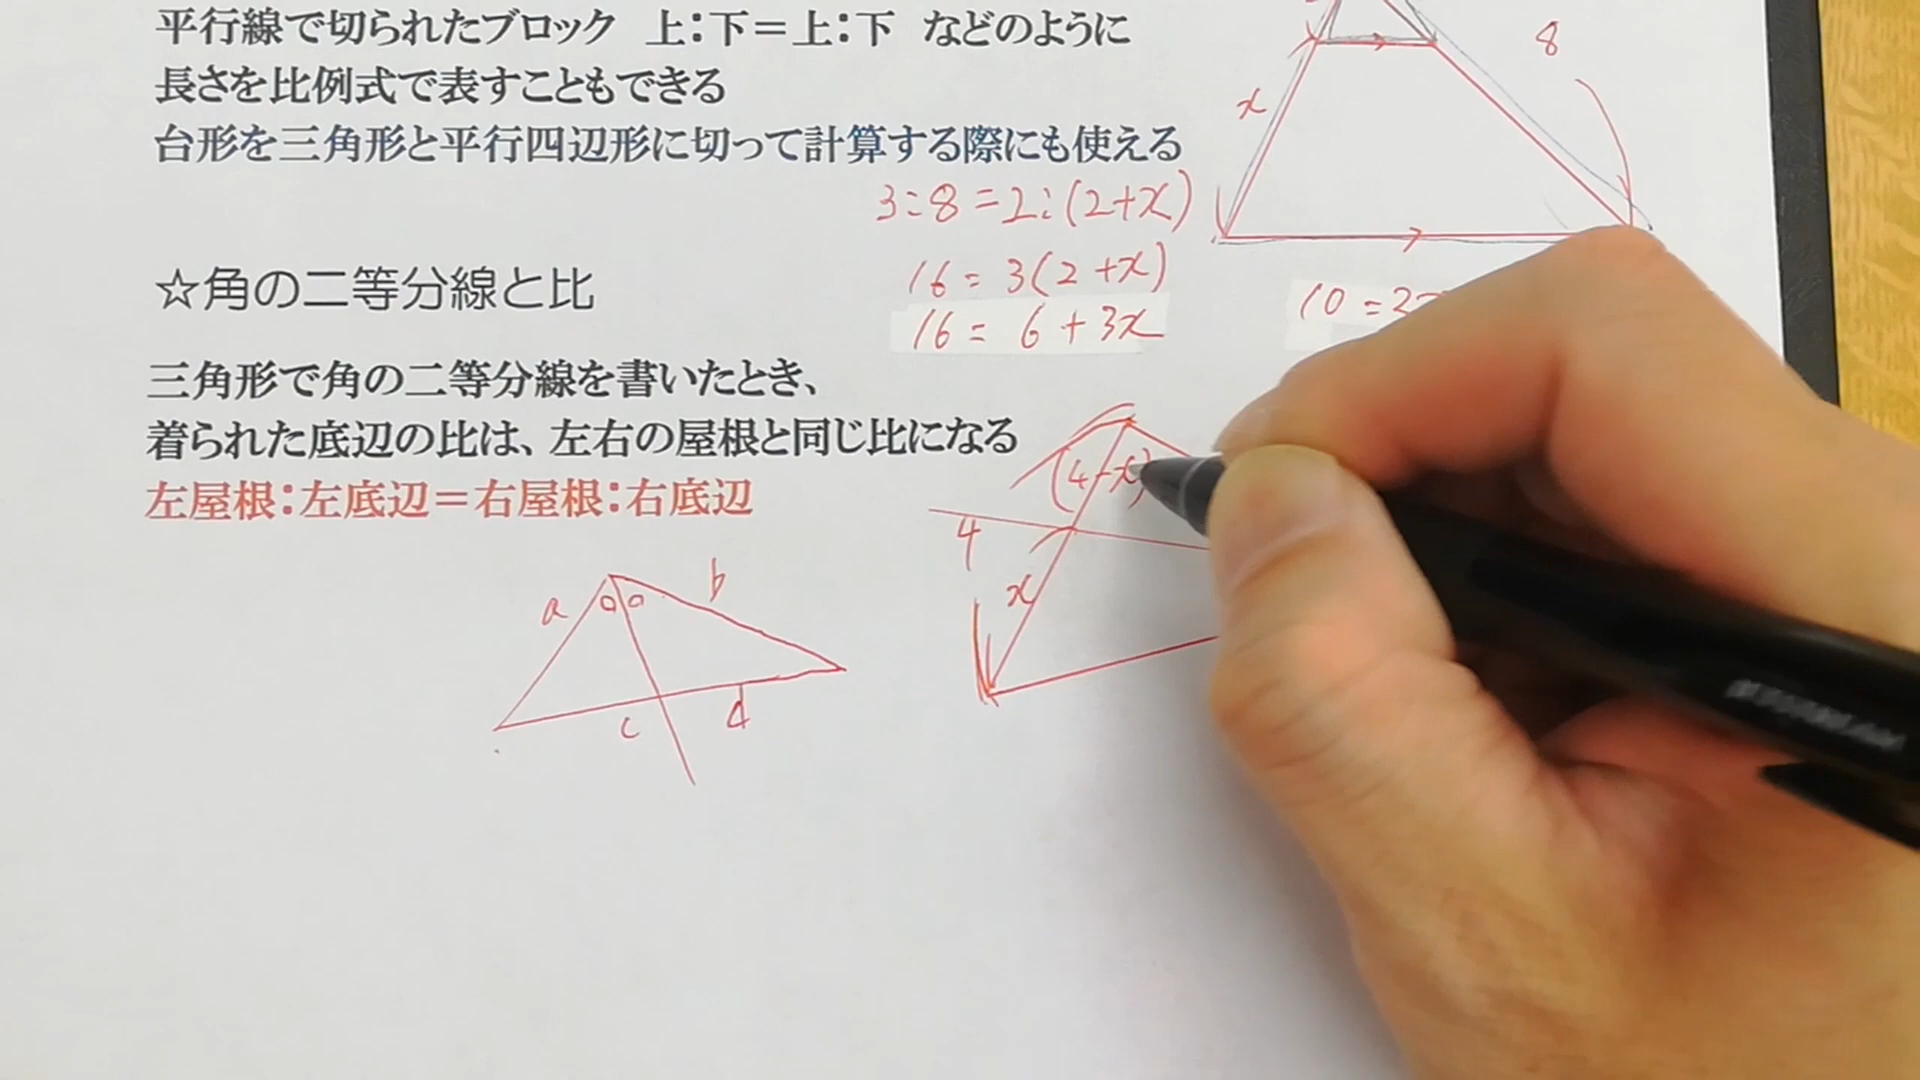 平行線で切られたブロック　上：下＝上：下　などのように
長さを比例式で表すこともできる
台形を三角形と平行四辺形に切って計算する際にも使える
8
x
3:8=2:(2+x)
16=3(2+x)
16=6+3x
10=2
☆角の二等分線と比
三角形で角の二等分線を書いたとき、
着られた底辺の比は、左右の屋根と同じ比になる
左屋根：左底辺＝右屋根：右底辺
(4-x)
4
x
a
b
c
d